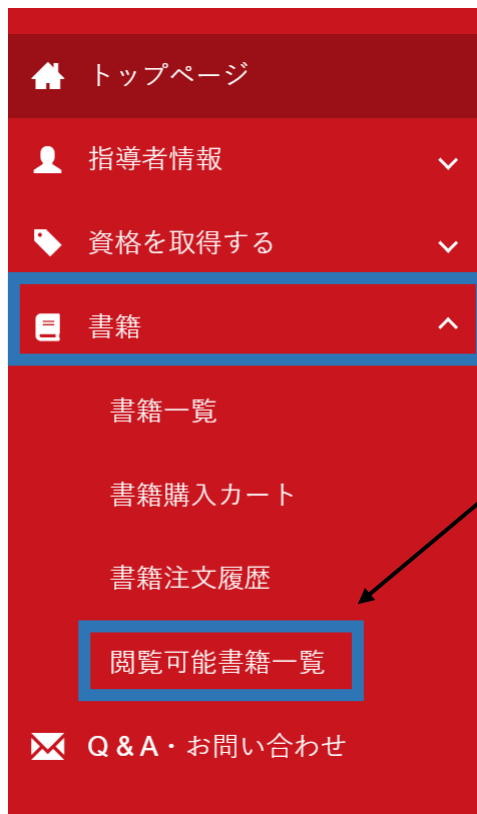 トップページ
指導者情報
資格を取得する
書籍
書籍一覧
書籍購入カート
書籍注文履歴
閲覧可能書籍一覧
Q＆A・お問い合わせ